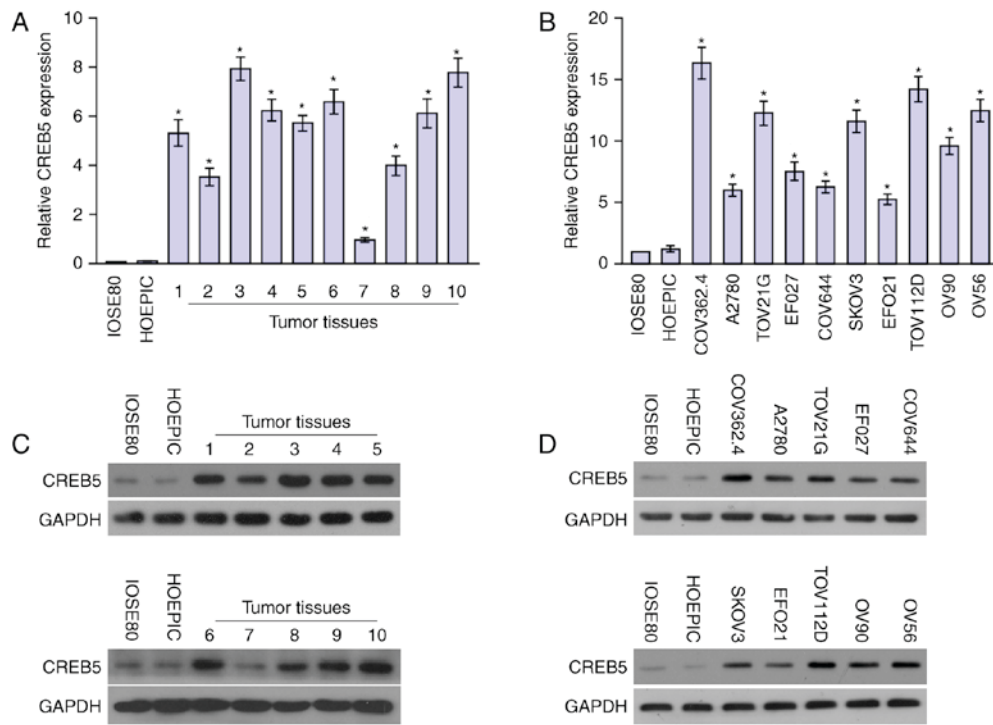 A
B
10
8
6
4
2
0
Relative CREB5 expression
*
*
*
*
*
*
*
*
*
*
IOSE80
HOEPIC
1
2
3
4
5
6
7
8
9
10
Tumor tissues
20
15
10
5
0
Relative CREB5 expression
*
*
*
*
*
*
*
*
*
*
IOSE80
HOEPIC
COV362.4
A2780
TOV21G
EF027
COV644
SKOV3
EFO21
TOV112D
OV90
OV56
C
IOSE80
HOEPIC
Tumor tissues
1 2 3 4 5
CREB5
GAPDH
IOSE80
HOEPIC
Tumor tissues
6 7 8 9 10
CREB5
GAPDH
D
IOSE80
HOEPIC
COV362.4
A2780
TOV21G
EF027
COV644
CREB5
GAPDH
IOSE80
HOEPIC
SKOV3
EFO21
TOV112D
OV90
OV56
CREB5
GAPDH